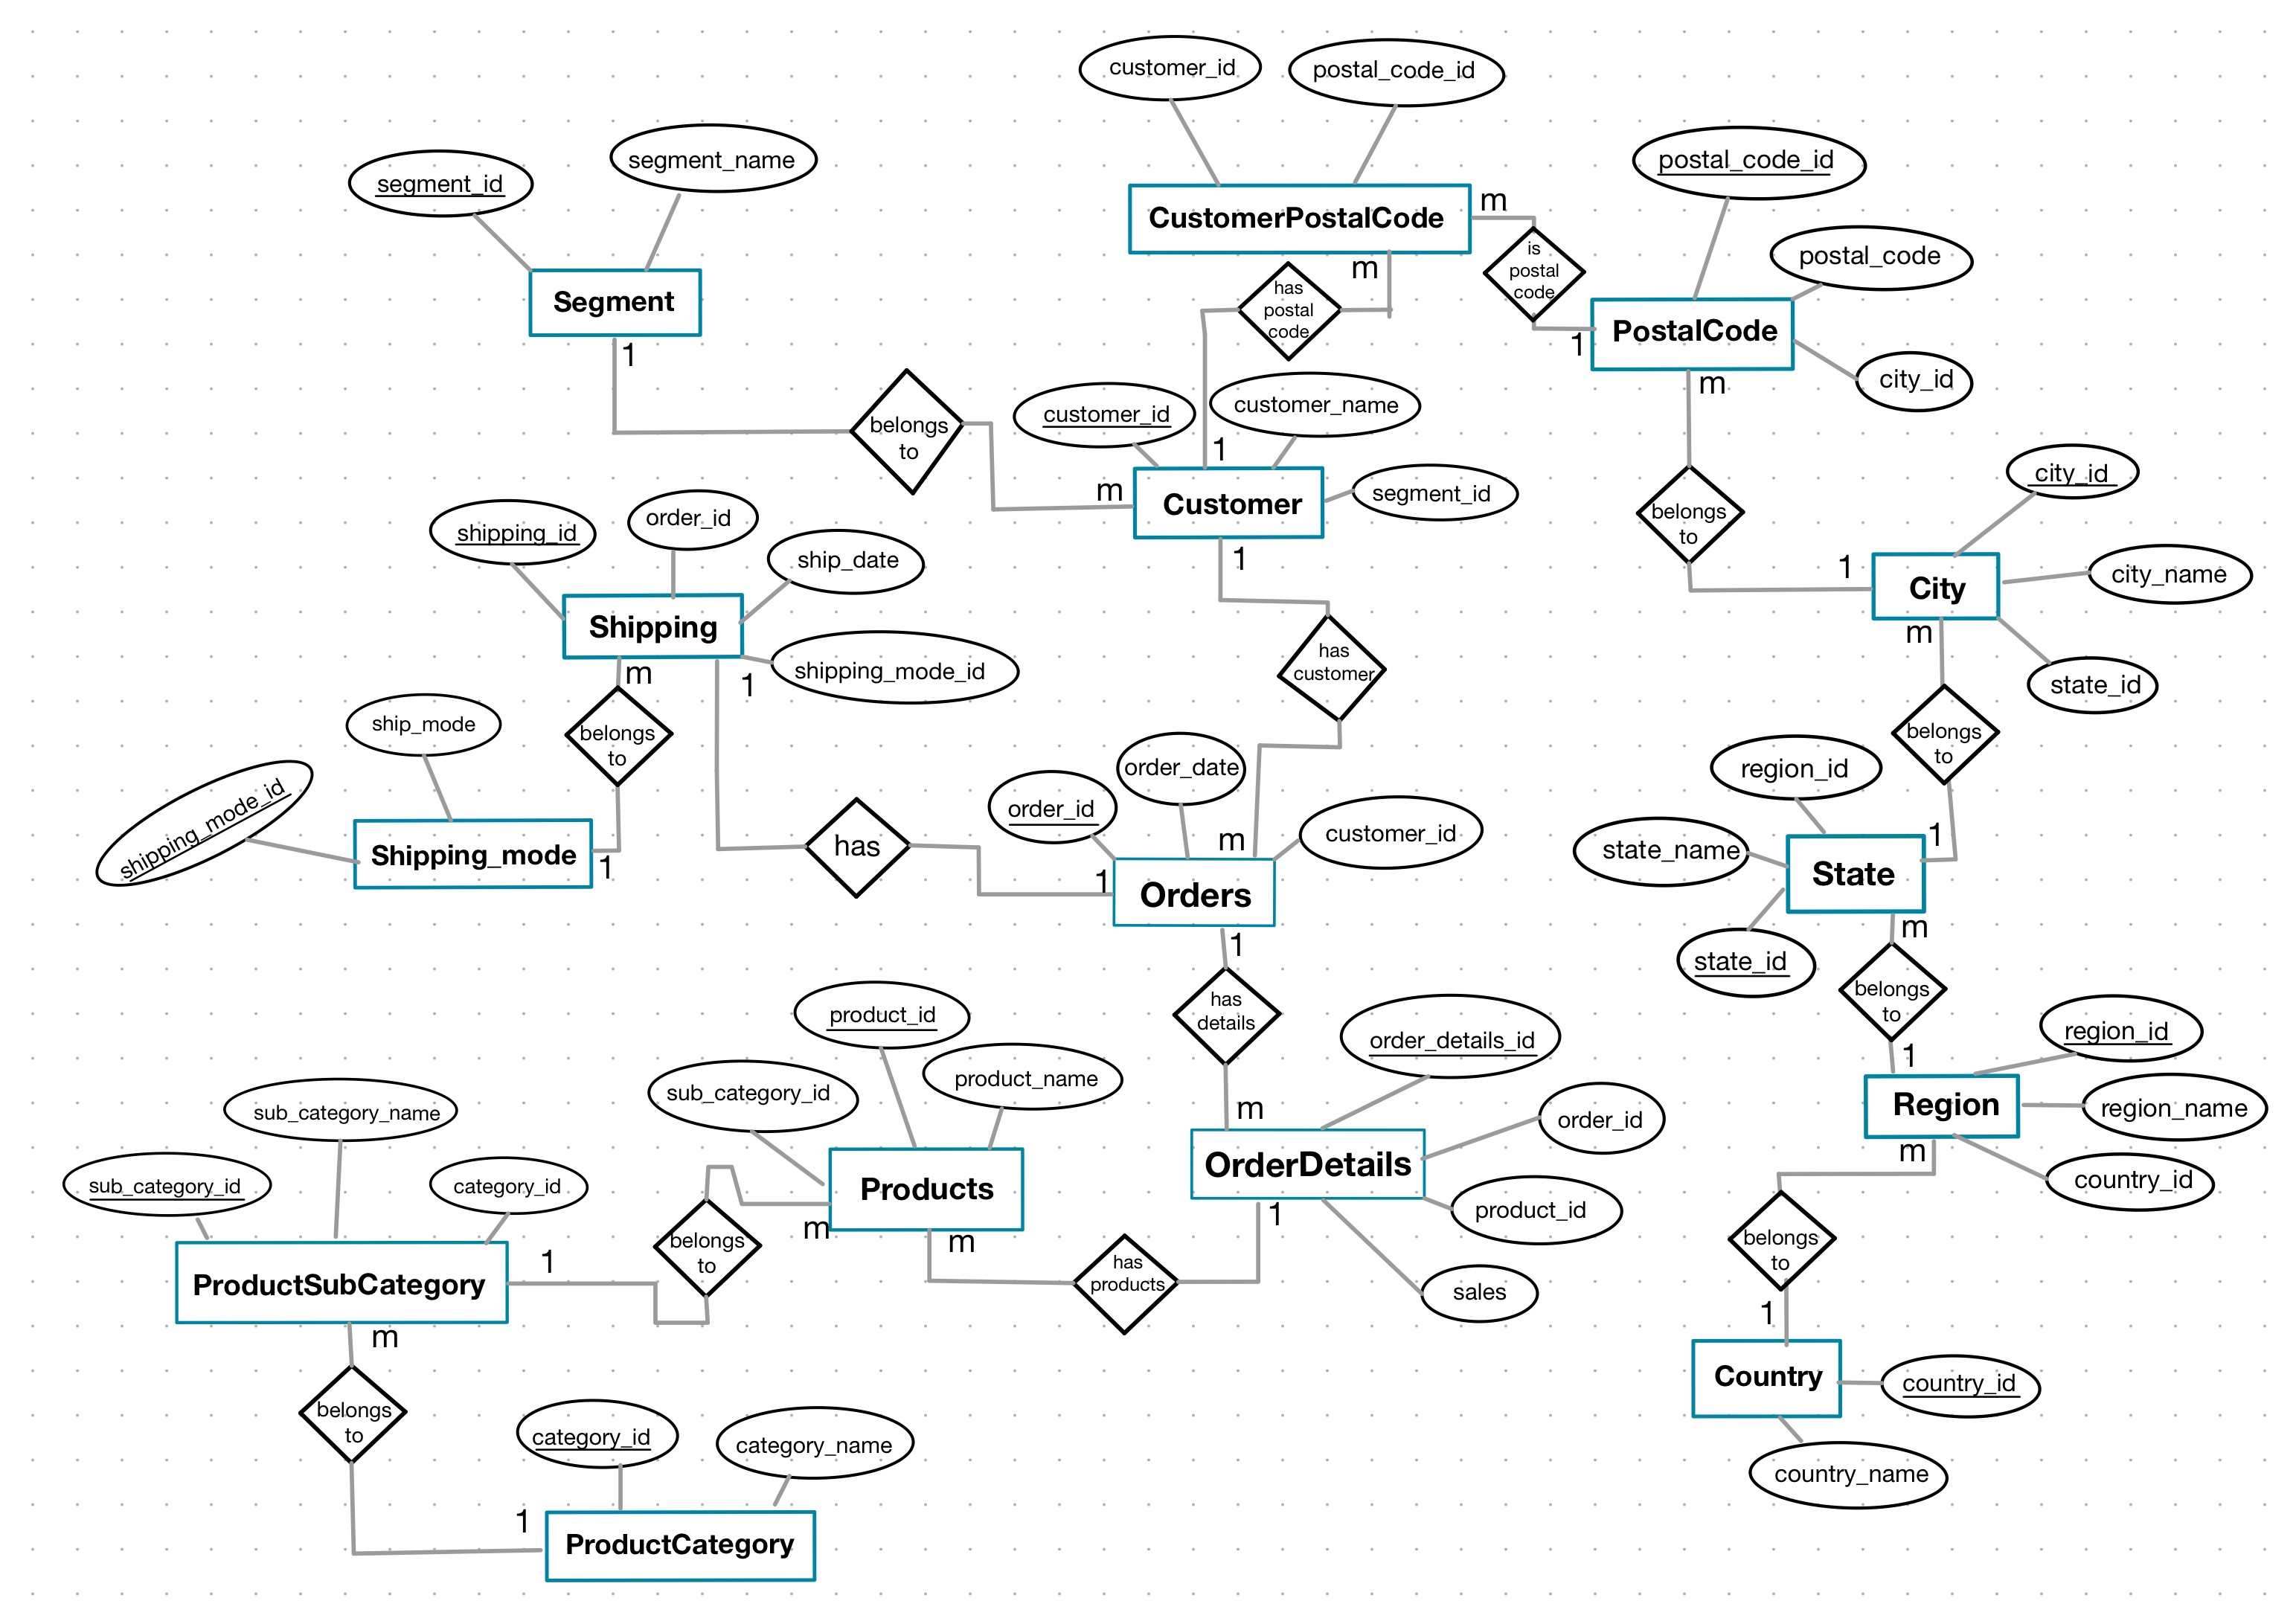 customer_id
postal_code_id
segment_id
segment_name
postal_code_id
CustomerPostalCode
m
is
postal
code
postal_code
Segment
1
m
has
postal
code
1
PostalCode
m
city_id
belongs
to
customer_id
customer_name
1
m
Customer
segment_id
1
city_id
belongs
to
shipping_id
order_id
ship_date
1
City
city_name
m
state_id
Shipping
m
1
shipping_mode_id
has
customer
ship_mode
belongs
to
shipping_mode_id
Shipping_mode
1
has
order_id
order_date
m
customer_id
1
Orders
1
region_id
belongs
to
state_name
1
State
m
state_id
belongs
to
1
has
details
m
order_details_id
region_id
Region
region_name
m
country_id
product_id
sub_category_id
product_name
OrderDetails
order_id
product_id
1
sales
Products
m
m
has
products
sub_category_name
sub_category_id
category_id
ProductSubCategory
1
belongs
to
m
belongs
to
belongs
to
1
Country
country_id
country_name
category_id
category_name
1
ProductCategory